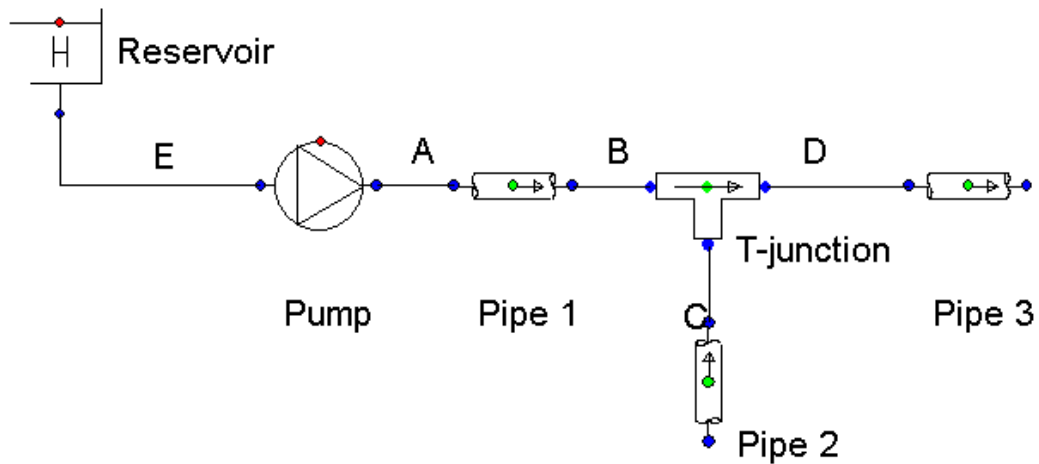 H
Reservoir
E
A
B
D
T-junction
Pump
Pipe 1
C
Pipe 3
Pipe 2